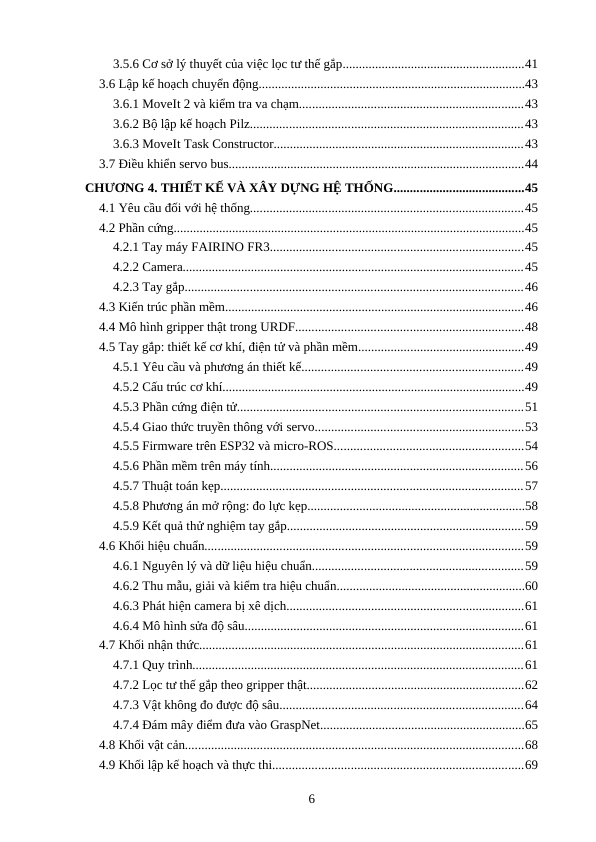 3.5.6 Cơ sở lý thuyết của việc lọc tư thế gắp........................................................41
3.6 Lập kế hoạch chuyển động..................................................................................43
3.6.1 MoveIt 2 và kiểm tra va chạm.....................................................................43
3.6.2 Bộ lập kế hoạch Pilz....................................................................................43
3.6.3 MoveIt Task Constructor.............................................................................43
3.7 Điều khiển servo bus...........................................................................................44
CHƯƠNG 4. THIẾT KẾ VÀ XÂY DỰNG HỆ THỐNG........................................45
4.1 Yêu cầu đối với hệ thống....................................................................................45
4.2 Phần cứng............................................................................................................45
4.2.1 Tay máy FAIRINO FR3..............................................................................45
4.2.2 Camera.........................................................................................................45
4.2.3 Tay gắp........................................................................................................46
4.3 Kiến trúc phần mềm............................................................................................46
4.4 Mô hình gripper thật trong URDF......................................................................48
4.5 Tay gắp: thiết kế cơ khí, điện tử và phần mềm...................................................49
4.5.1 Yêu cầu và phương án thiết kế....................................................................49
4.5.2 Cấu trúc cơ khí.............................................................................................49
4.5.3 Phần cứng điện tử........................................................................................51
4.5.4 Giao thức truyền thông với servo................................................................53
4.5.5 Firmware trên ESP32 và micro-ROS..........................................................54
4.5.6 Phần mềm trên máy tính..............................................................................56
4.5.7 Thuật toán kẹp.............................................................................................57
4.5.8 Phương án mở rộng: đo lực kẹp...................................................................58
4.5.9 Kết quả thử nghiệm tay gắp.........................................................................59
4.6 Khối hiệu chuẩn..................................................................................................59
4.6.1 Nguyên lý và dữ liệu hiệu chuẩn.................................................................59
4.6.2 Thu mẫu, giải và kiểm tra hiệu chuẩn..........................................................60
4.6.3 Phát hiện camera bị xê dịch.........................................................................61
4.6.4 Mô hình sửa độ sâu......................................................................................61
4.7 Khối nhận thức....................................................................................................61
4.7.1 Quy trình......................................................................................................61
4.7.2 Lọc tư thế gắp theo gripper thật...................................................................62
4.7.3 Vật không đo được độ sâu...........................................................................64
4.7.4 Đám mây điểm đưa vào GraspNet...............................................................65
4.8 Khối vật cản........................................................................................................68
4.9 Khối lập kế hoạch và thực thi.............................................................................69
6